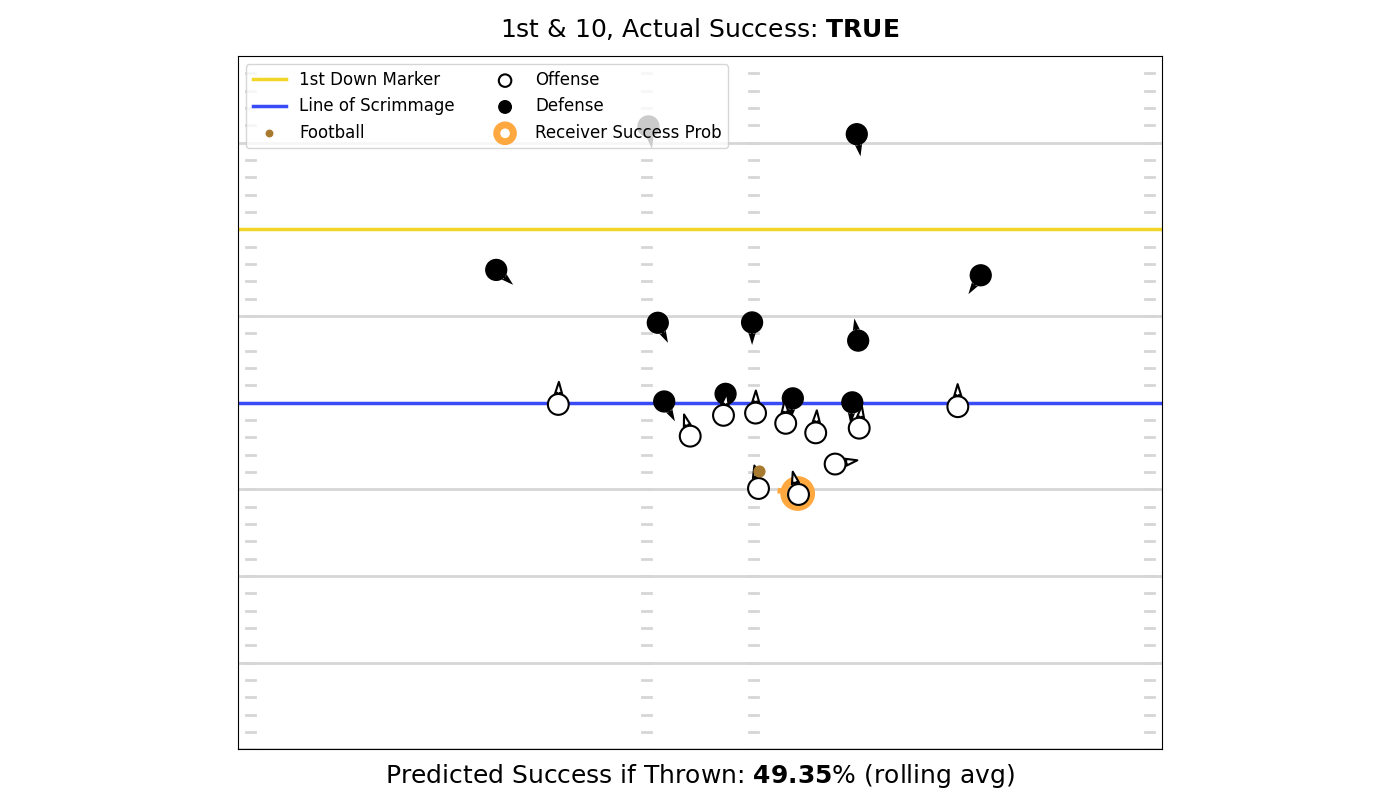 1st & 10, Actual Success: TRUE
1st Down Marker
Line of Scrimmage
Football
Offense
Defense
Receiver Success Prob
Predicted Success if Thrown: 49.35% (rolling avg)